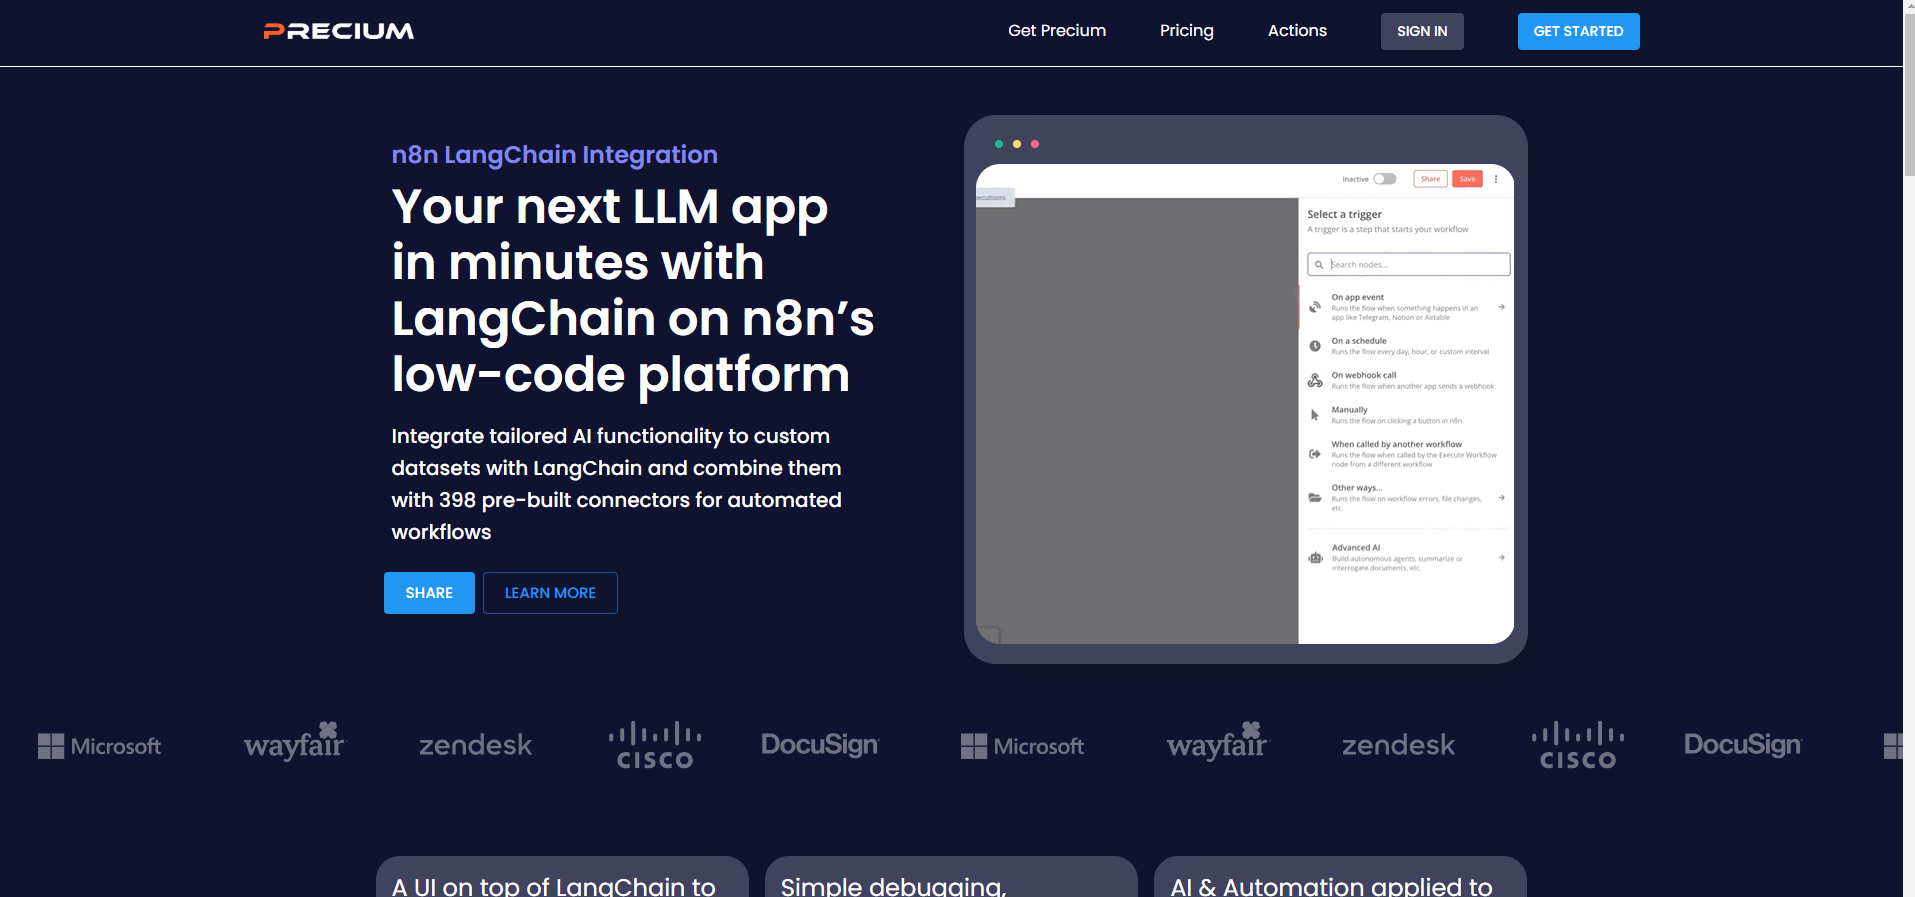 PRECIUM
Get Precium
Pricing
Actions
SIGN IN
GET STARTED
n8n LangChain Integration
Your next LLM app
in minutes with
LangChain on n8n’s
low-code platform
Integrate tailored AI functionality to custom
datasets with LangChain and combine them
with 398 pre-built connectors for automated
workflows
SHARE
LEARN MORE
Inactive
Share
Save
Select a trigger
A trigger is a step that starts your workflow
Search nodes...
On app event
Runs the flow when something happens in an
app like Telegram, Notion or Airtable
On a schedule
Runs the flow every day, hour, or custom interval
On webhook call
Runs the flow when another app sends a webhook
Manually
Runs the flow on clicking a button in n8n
When called by another workflow
Runs the flow when called by the Execute Workflow
node from a different workflow
Other ways...
Runs the flow on workflow errors, file changes,
etc.
Advanced AI
Build autonomous agents, summarize or
interrogate documents, etc.
Microsoft
wayfair
zendesk
CISCO
DocuSign
Microsoft
wayfair
zendesk
CISCO
DocuSign
A UI on top of LangChain to
Simple debugging,
AI & Automation applied to